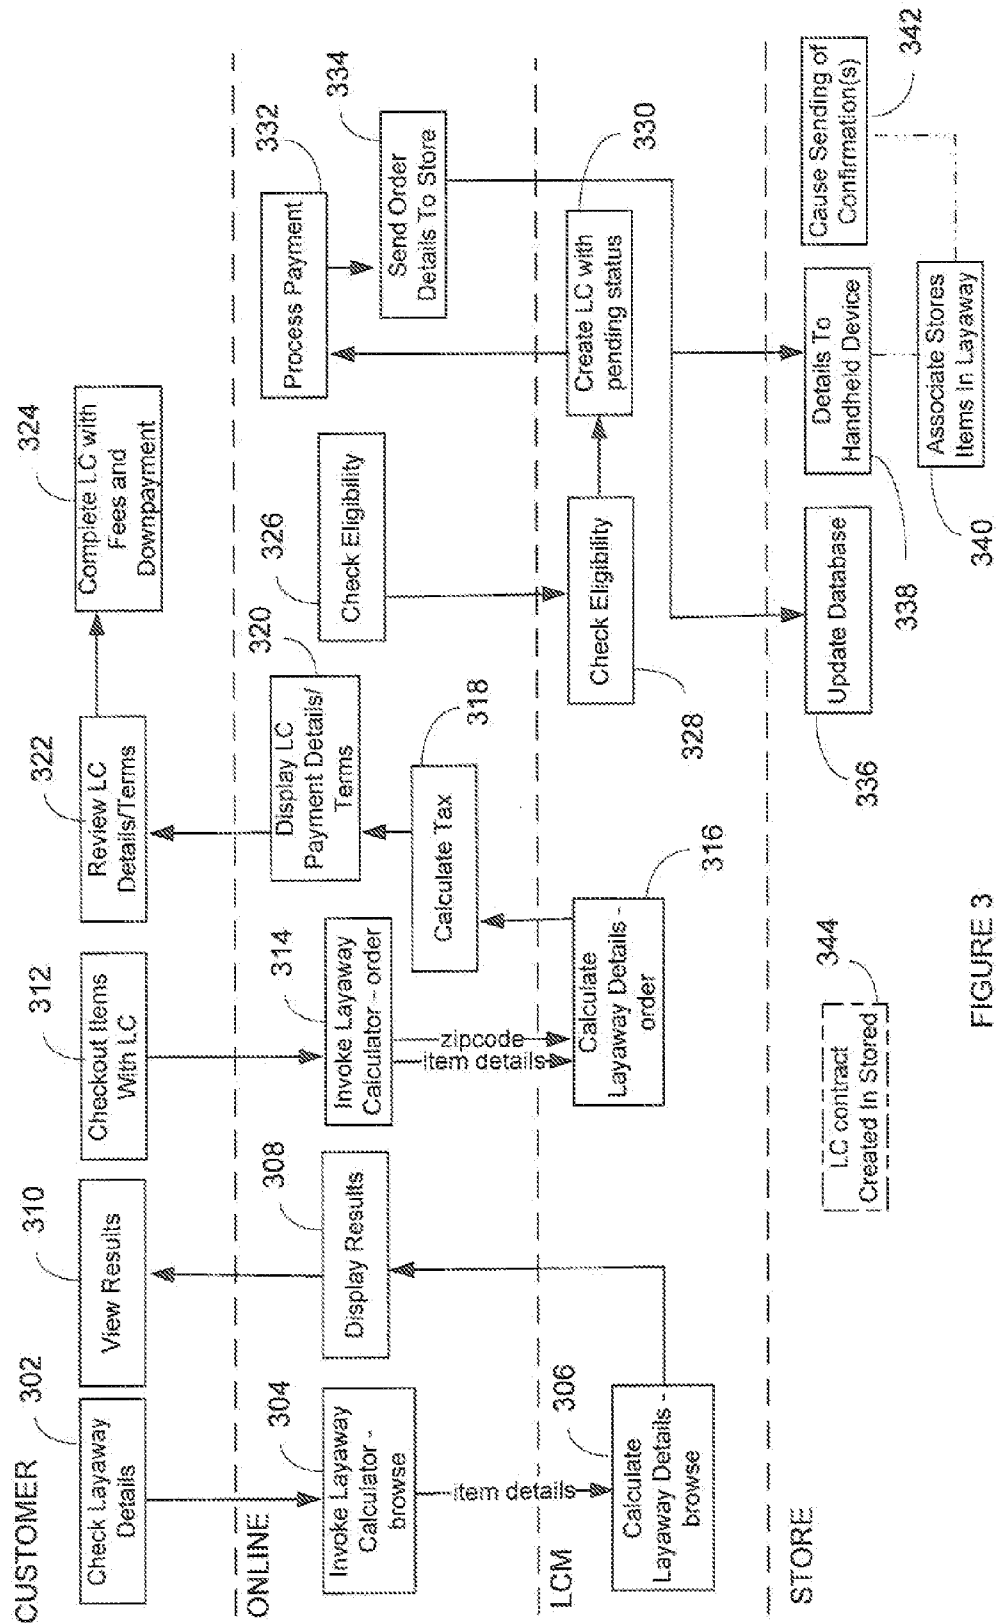 CUSTOMER
302
Check Layaway
Details
310
View Results
312
Checkout Items
With LC
322
Review LC
Details/Terms
324
Complete LC with
Fees and
Downpayment
ONLINE
304
Invoke Layaway
Calculator -
browse
item details
308
Display Results
314
Invoke Layaway
Calculator - order
zipcode
item details
318
Calculate Tax
320
Display LC
Payment Details/
Terms
326
Check Eligibility
332
Process Payment
334
Send Order
Details To Store
LCM
306
Calculate
Layaway Details -
browse
316
Calculate
Layaway Details -
order
328
Check Eligibility
330
Create LC with
pending status
STORE
344
LC contract
Created In Stored
336
Update Database
338
Details To
Handheld Device
340
Associate Stores
Items In Layaway
342
Cause Sending of
Confirmation(s)
FIGURE 3